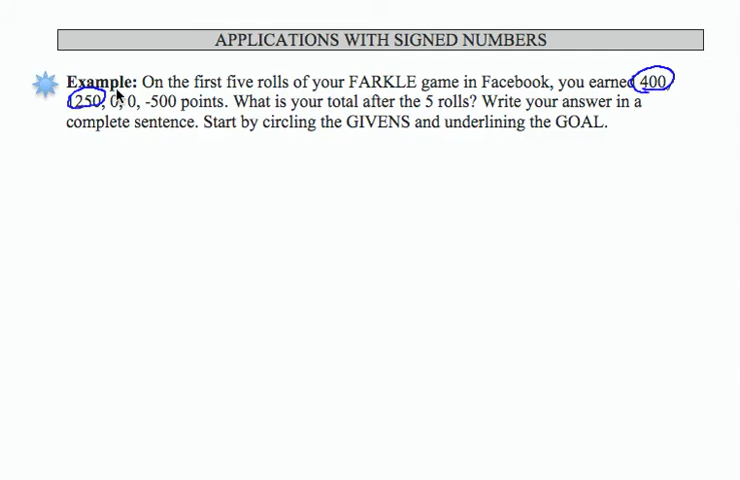 APPLICATIONS WITH SIGNED NUMBERS
Example: On the first five rolls of your FARKLE game in Facebook, you earned 400,
250, 0, 0, -500 points. What is your total after the 5 rolls? Write your answer in a
complete sentence. Start by circling the GIVENS and underlining the GOAL.